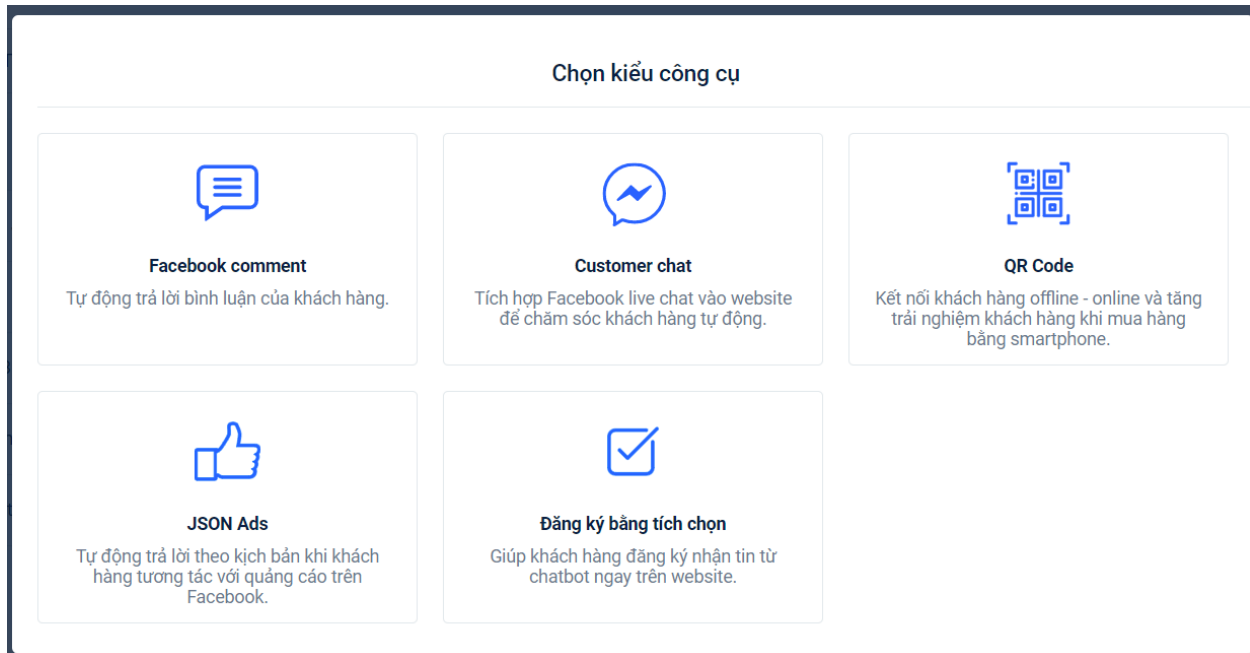 Chọn kiểu công cụ
Facebook comment
Tự động trả lời bình luận của khách hàng.
Customer chat
Tích hợp Facebook live chat vào website
để chăm sóc khách hàng tự động.
QR Code
Kết nối khách hàng offline - online và tăng
trải nghiệm khách hàng khi mua hàng
bằng smartphone.
JSON Ads
Tự động trả lời theo kịch bản khi khách
hàng tương tác với quảng cáo trên
Facebook.
Đăng ký bằng tích chọn
Giúp khách hàng đăng ký nhận tin từ
chatbot ngay trên website.